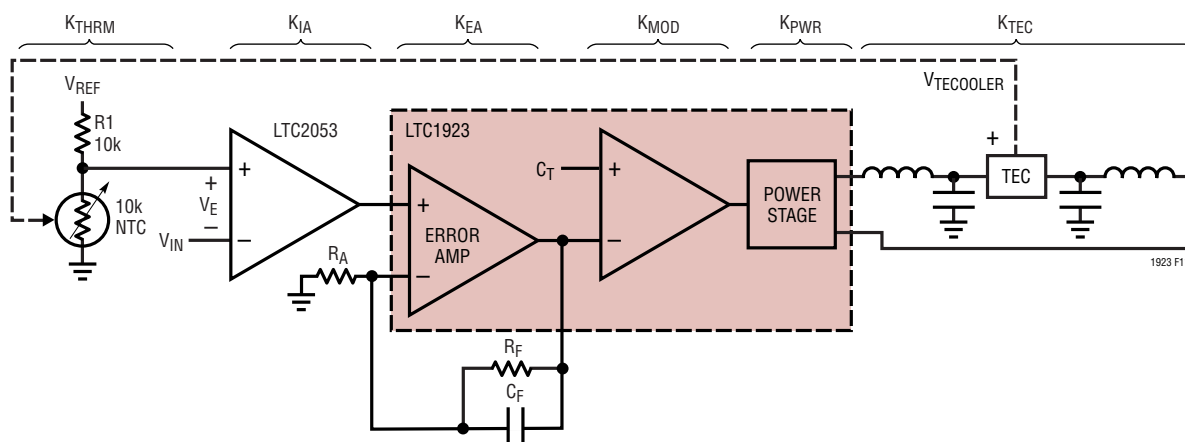 KTHRM KIA KEA KMOD KPWR KTEC
VREF
VTECOOLER
R1
10k
LTC2053
LTC1923
+
+
CT
+
+
TEC
POWER
STAGE
10k
NTC
+
VE
−
VIN
−
+
ERROR
AMP
−
−
RA
1923 F1
RF
CF